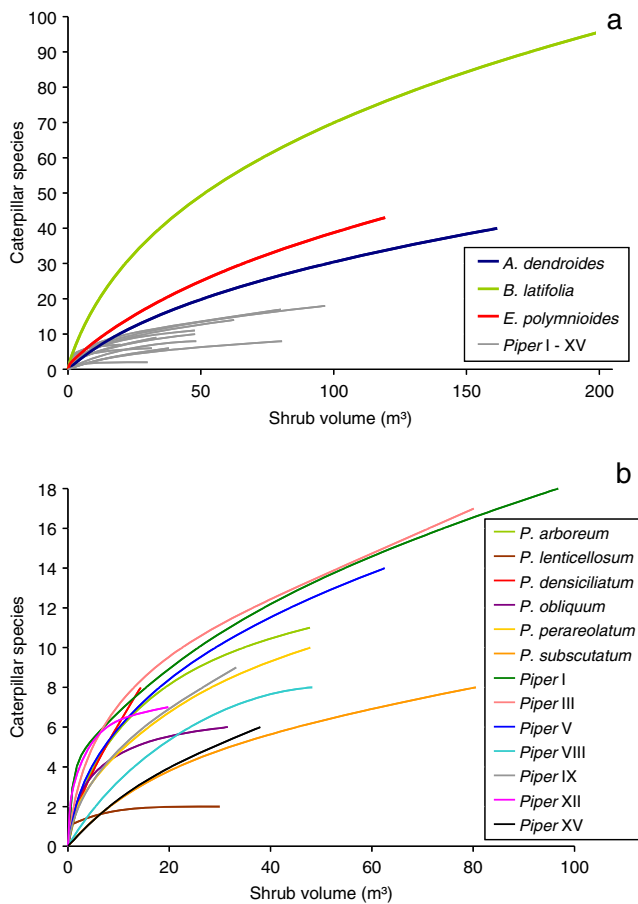 a
100
90
80
70
60
50
40
30
20
10
0
Caterpillar species
0 50 100 150 200
Shrub volume (m³)
A. dendroides
B. latifolia
E. polymnioides
Piper I - XV
b
18
16
14
12
10
8
6
4
2
0
Caterpillar species
0 20 40 60 80 100
Shrub volume (m³)
P. arboreum
P. lenticellosum
P. densiciliatum
P. obliquum
P. perareolatum
P. subscutatum
Piper I
Piper III
Piper V
Piper VIII
Piper IX
Piper XII
Piper XV